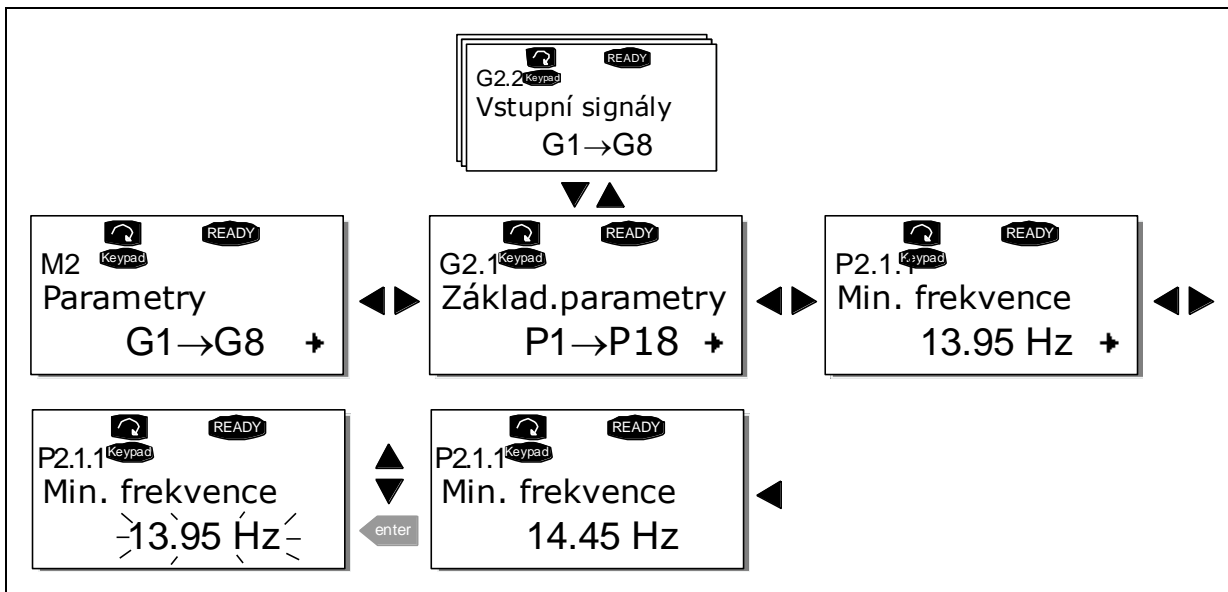 READY
G2.2 Keypad
Vstupní signály
G1→G8
READY
M2 Keypad
Parametry
G1→G8
READY
G2.1 Keypad
Základ.parametry
P1→P18
READY
P2.1.1 Keypad
Min. frekvence
13.95 Hz
READY
P2.1.1 Keypad
Min. frekvence
13.95 Hz
enter
READY
P2.1.1 Keypad
Min. frekvence
14.45 Hz